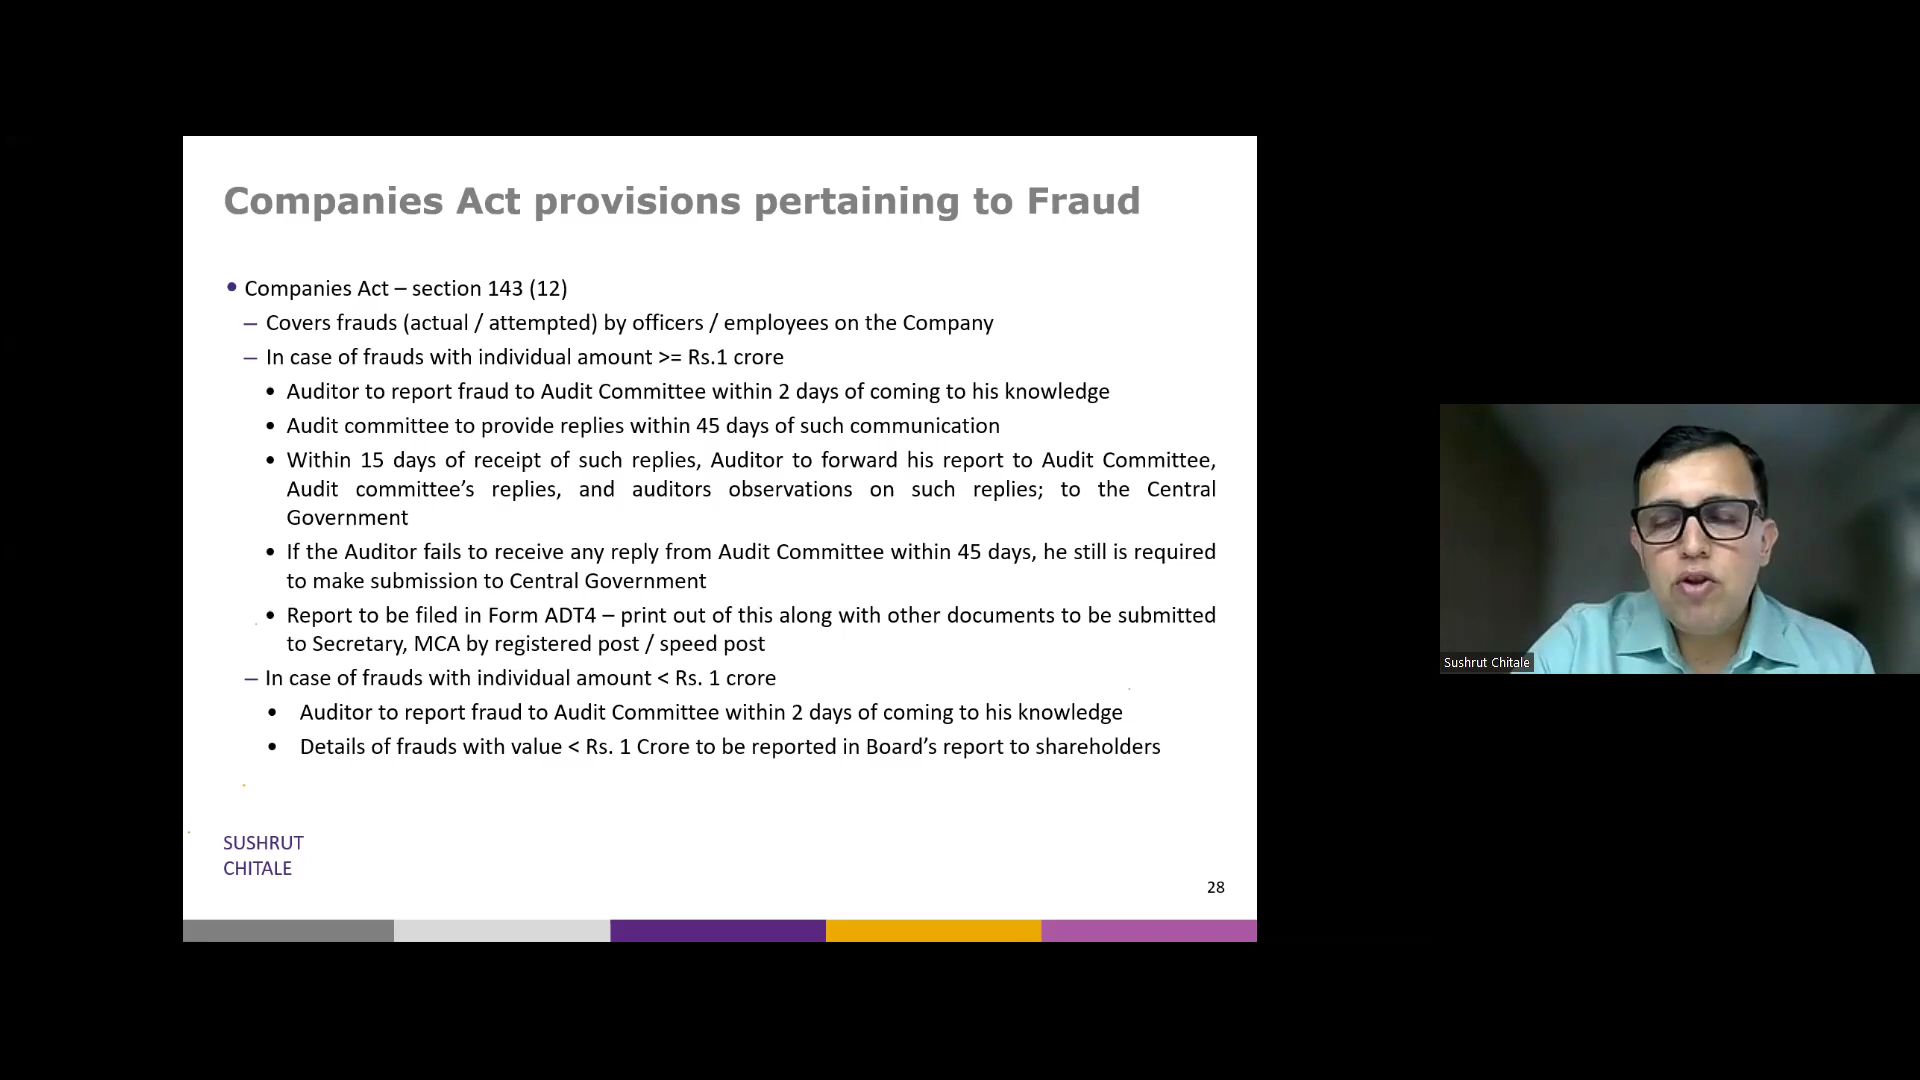 Companies Act provisions pertaining to Fraud
• Companies Act – section 143 (12)
– Covers frauds (actual / attempted) by officers / employees on the Company
– In case of frauds with individual amount >= Rs.1 crore
• Auditor to report fraud to Audit Committee within 2 days of coming to his knowledge
• Audit committee to provide replies within 45 days of such communication
• Within 15 days of receipt of such replies, Auditor to forward his report to Audit Committee,
Audit committee’s replies, and auditors observations on such replies; to the Central
Government
• If the Auditor fails to receive any reply from Audit Committee within 45 days, he still is required
to make submission to Central Government
• Report to be filed in Form ADT4 – print out of this along with other documents to be submitted
to Secretary, MCA by registered post / speed post
– In case of frauds with individual amount < Rs. 1 crore
• Auditor to report fraud to Audit Committee within 2 days of coming to his knowledge
• Details of frauds with value < Rs. 1 Crore to be reported in Board’s report to shareholders
SUSHRUT
CHITALE
28
Sushrut Chitale